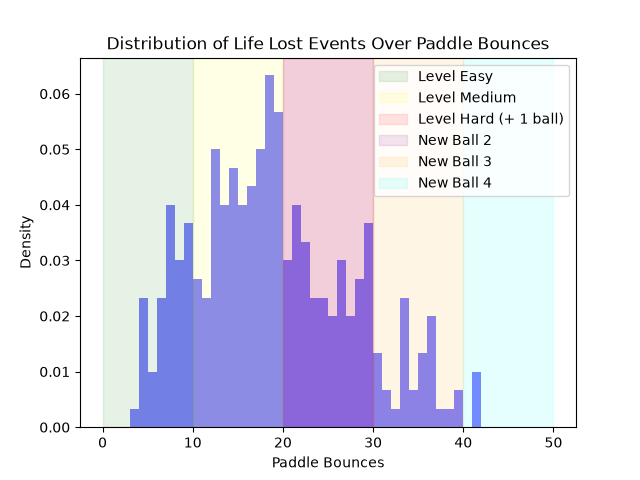 Distribution of Life Lost Events Over Paddle Bounces
Level Easy
Level Medium
Level Hard (+ 1 ball)
New Ball 2
New Ball 3
New Ball 4
Density
0.06
0.05
0.04
0.03
0.02
0.01
0.00
0 10 20 30 40 50
Paddle Bounces